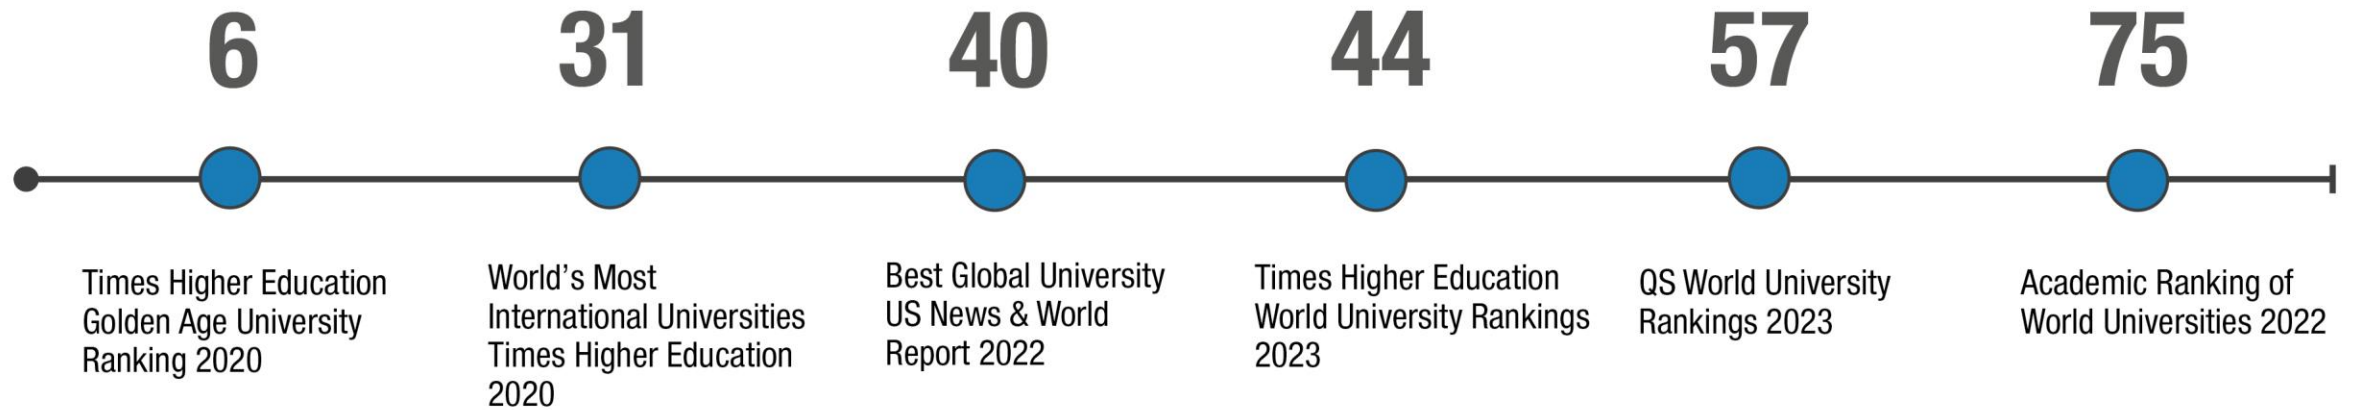 6
Times Higher Education
Golden Age University
Ranking 2020
31
World’s Most
International Universities
Times Higher Education
2020
40
Best Global University
US News & World
Report 2022
44
Times Higher Education
World University Rankings
2023
57
QS World University
Rankings 2023
75
Academic Ranking of
World Universities 2022